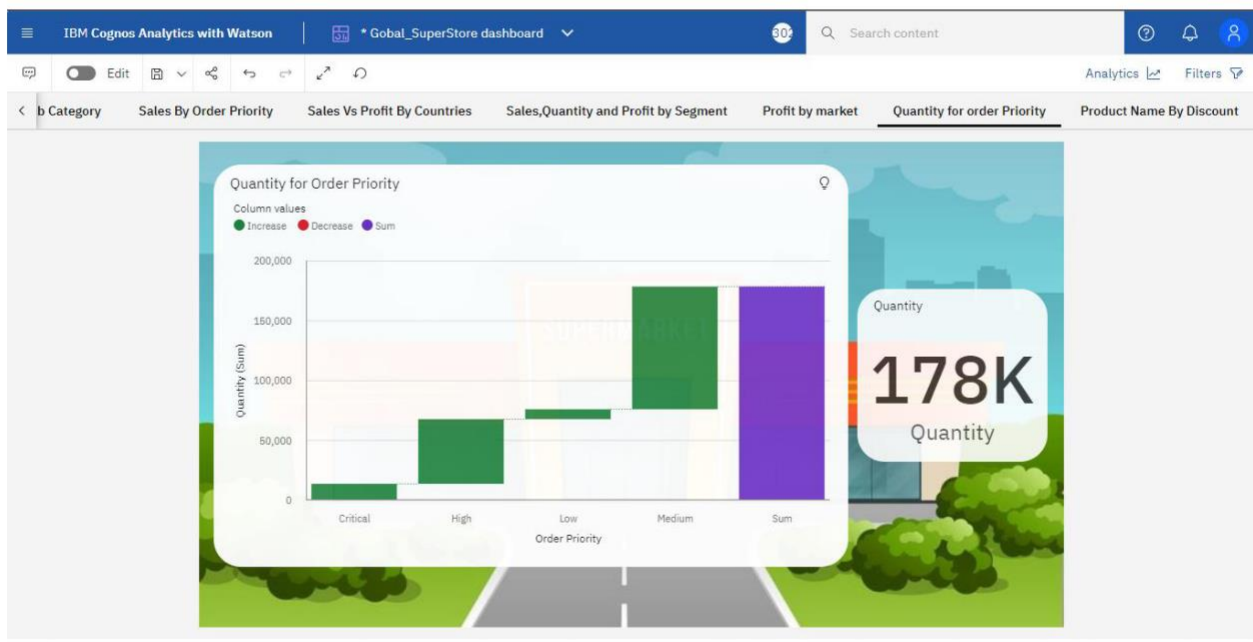 IBM Cognos Analytics with Watson
* Gobal_SuperStore dashboard
Search content
Edit
Analytics
Filters
b Category
Sales By Order Priority
Sales Vs Profit By Countries
Sales,Quantity and Profit by Segment
Profit by market
Quantity for order Priority
Product Name By Discount
Quantity for Order Priority
Column values
Increase
Decrease
Sum
200,000
150,000
100,000
50,000
0
Quantity (Sum)
Critical
High
Low
Medium
Sum
Order Priority
SUPERMARKET
Quantity
178K
Quantity